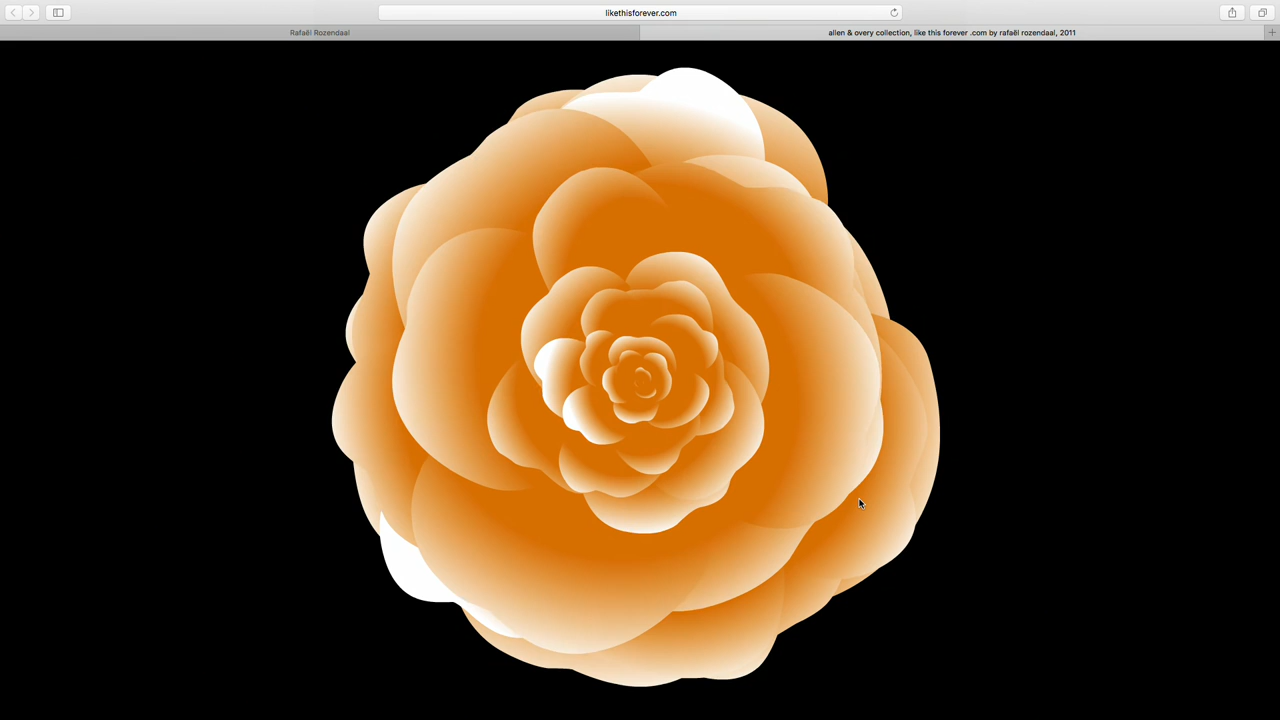 likethisforever.com
Rafaël Rozendaal
allen & overy collection, like this forever .com by rafaël rozendaal, 2011